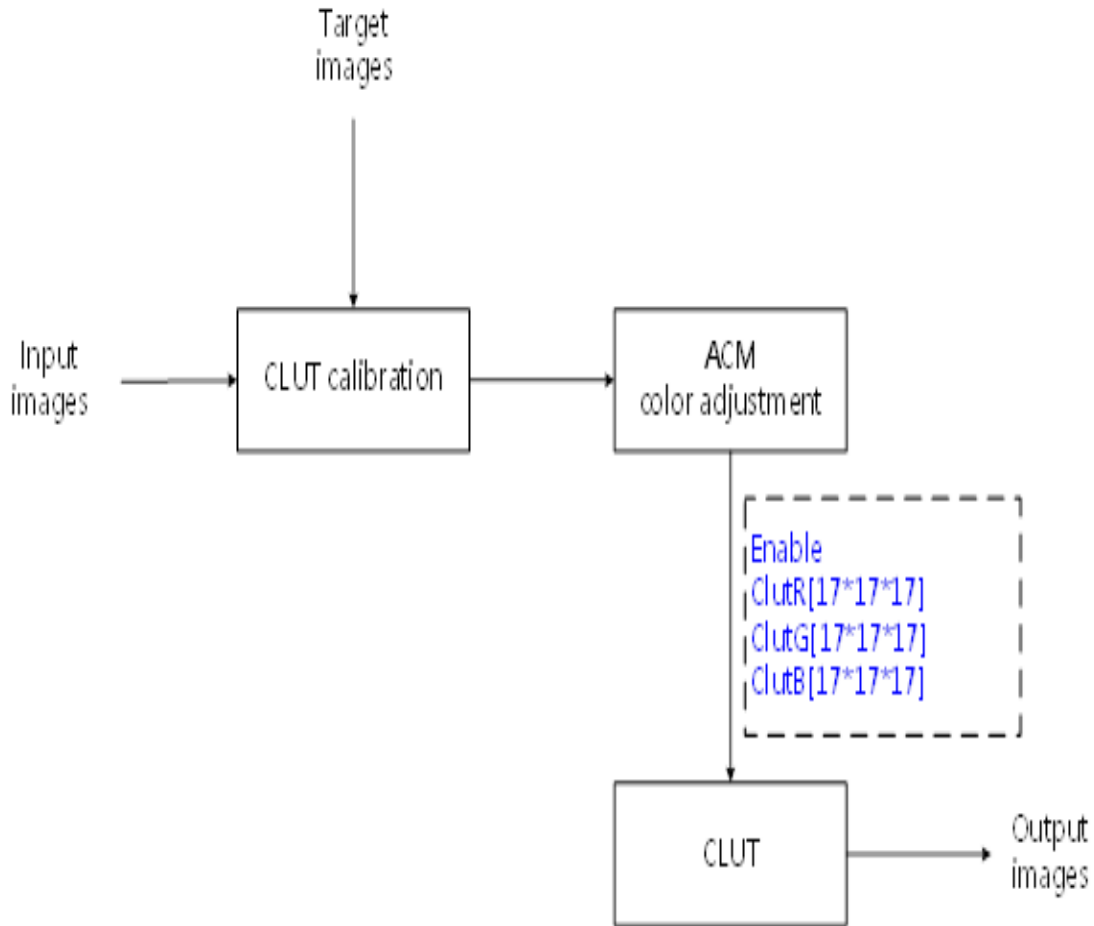 Target
images
Input
images
CLUT calibration
ACM
color adjustment
Enable
ClutR[17*17*17]
ClutG[17*17*17]
ClutB[17*17*17]
CLUT
Output
images